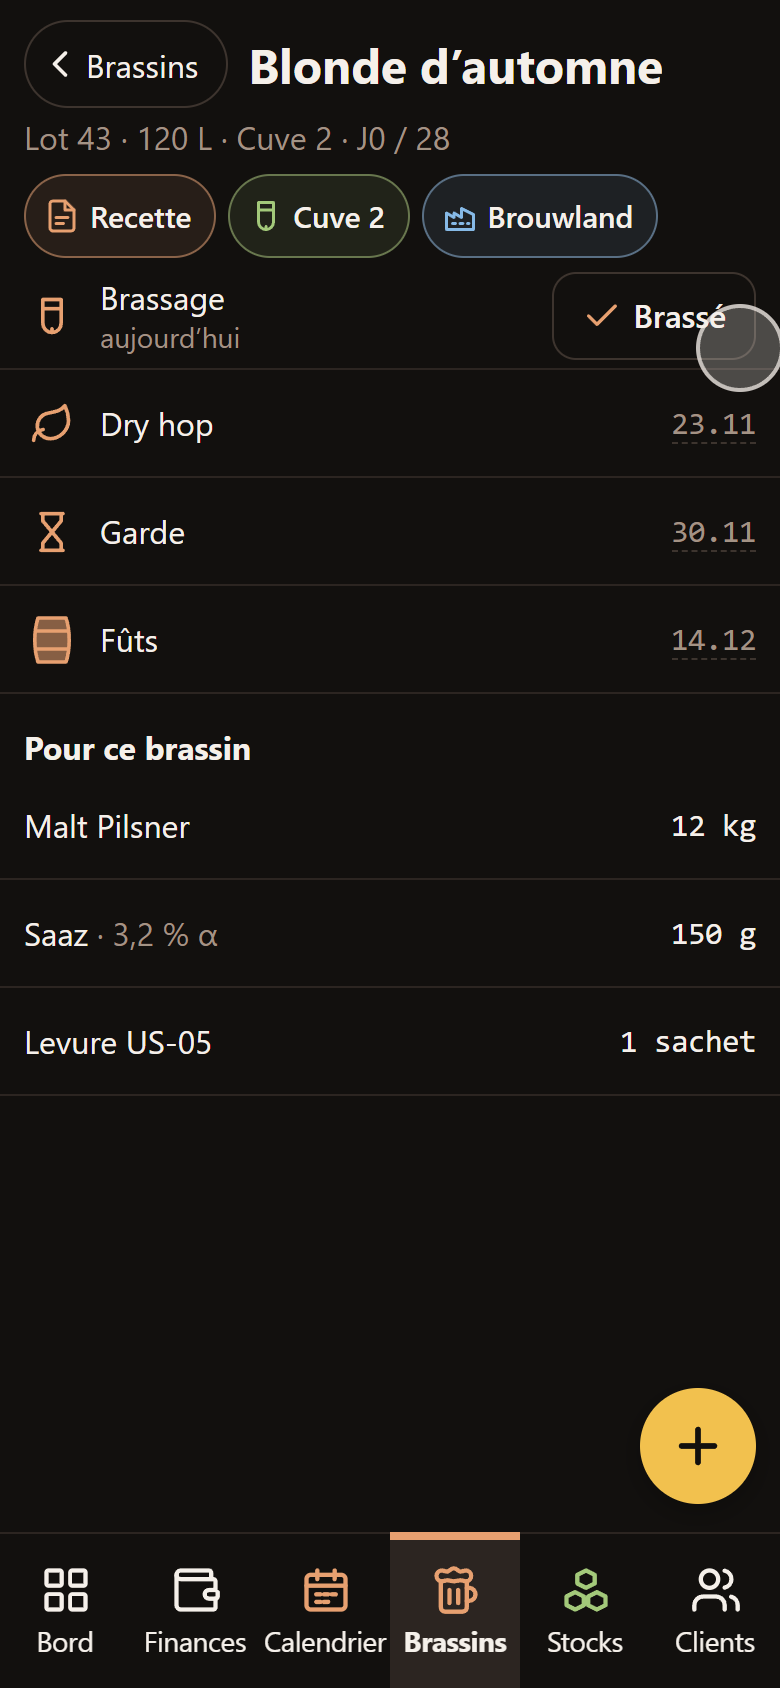 Brassins
Blonde d’automne
Lot 43 · 120 L · Cuve 2 · J0 / 28
Recette
Cuve 2
Brouwland
Brassage
aujourd’hui
Brassé
Dry hop
23.11
Garde
30.11
Fûts
14.12
Pour ce brassin
Malt Pilsner
12 kg
Saaz · 3,2 % α
150 g
Levure US-05
1 sachet
Bord
Finances
Calendrier
Brassins
Stocks
Clients